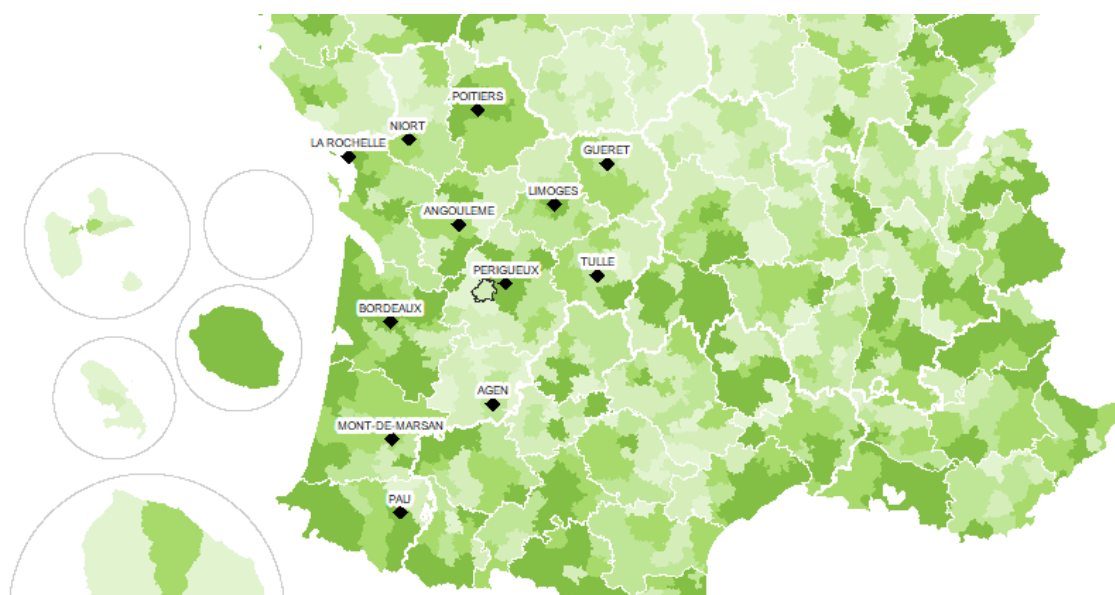 POITIERS
NIORT
LA ROCHELLE
GUERET
LIMOGES
ANGOULEME
PERIGUEUX
TULLE
BORDEAUX
AGEN
MONT-DE-MARSAN
PAU